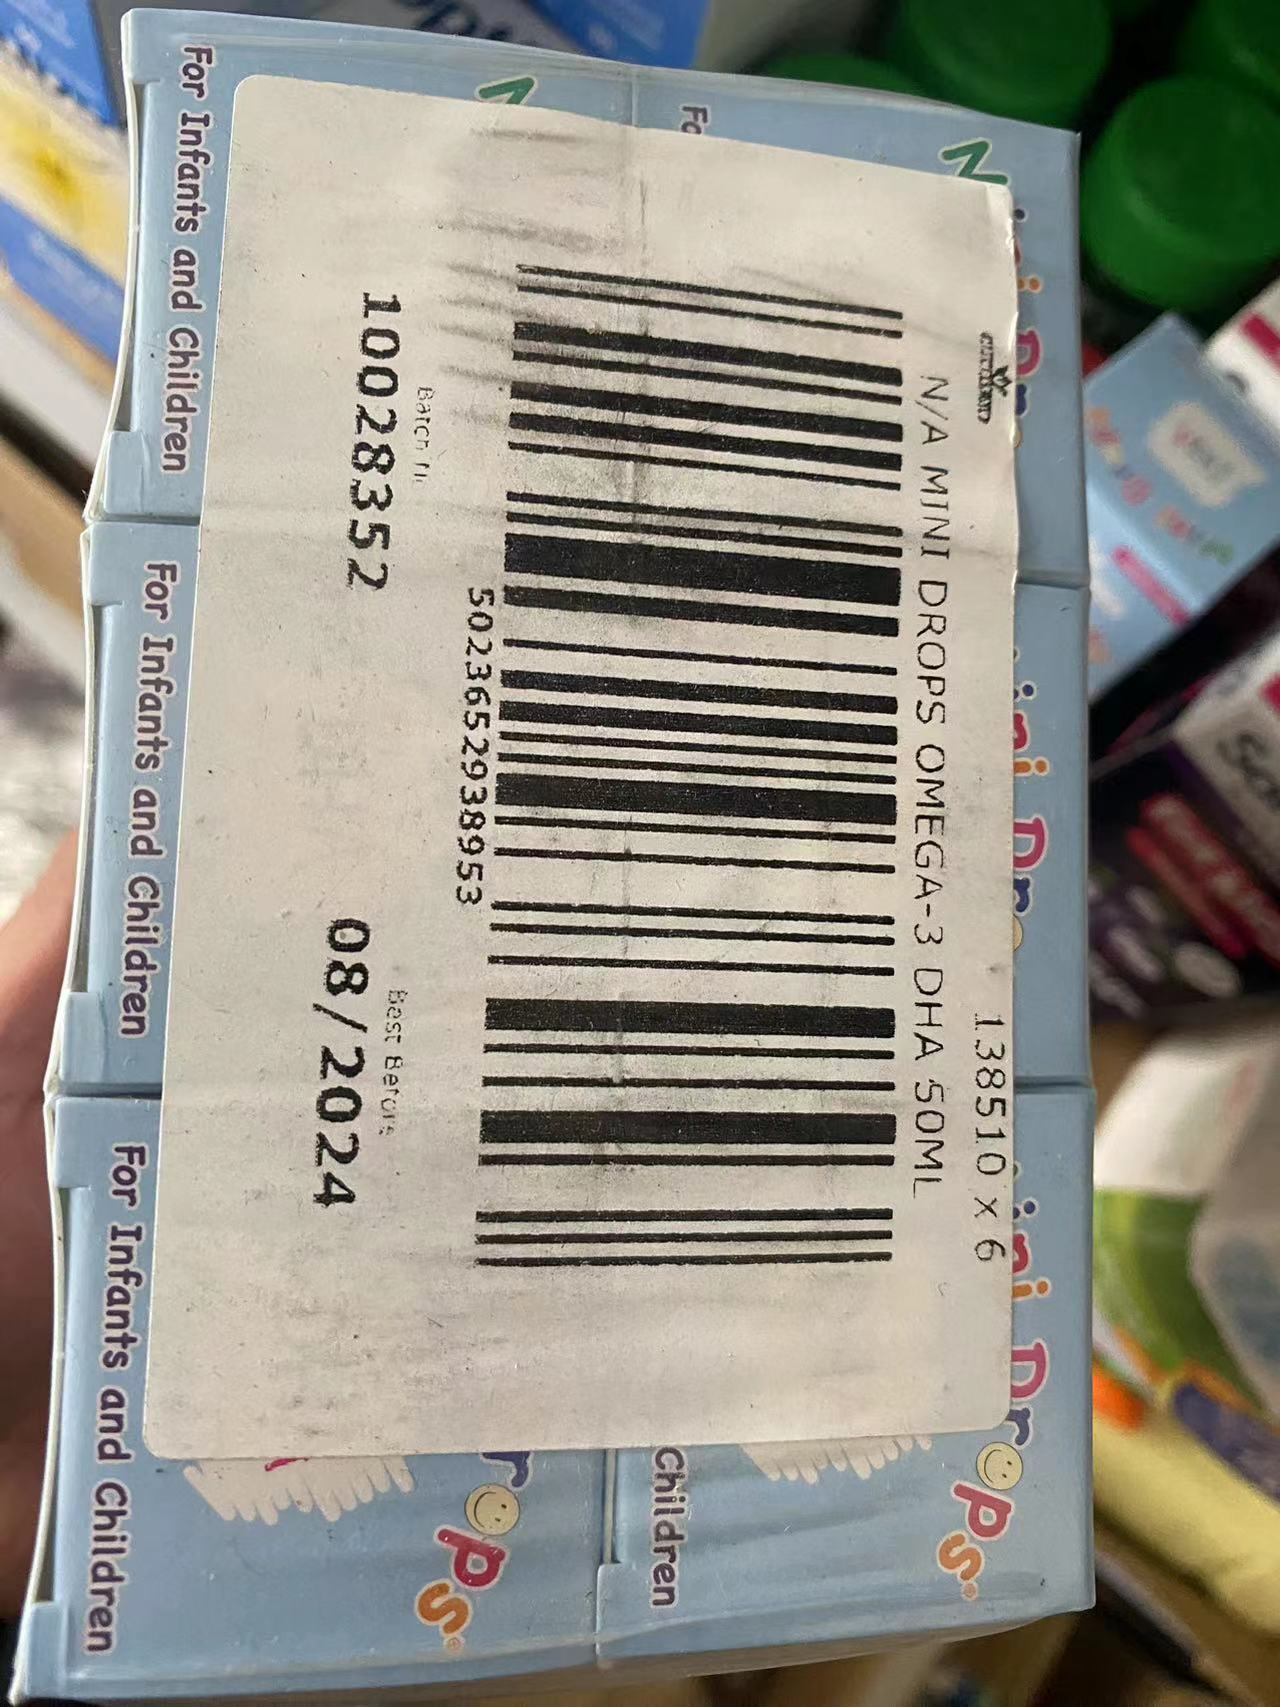 138510 x 6
N/A MINI DROPS OMEGA-3 DHA 50ML
5023652938953
Batch
Best Before
10028352
08/2024
For Infants and Children
For Infants and Children
For Infants and Children
Children